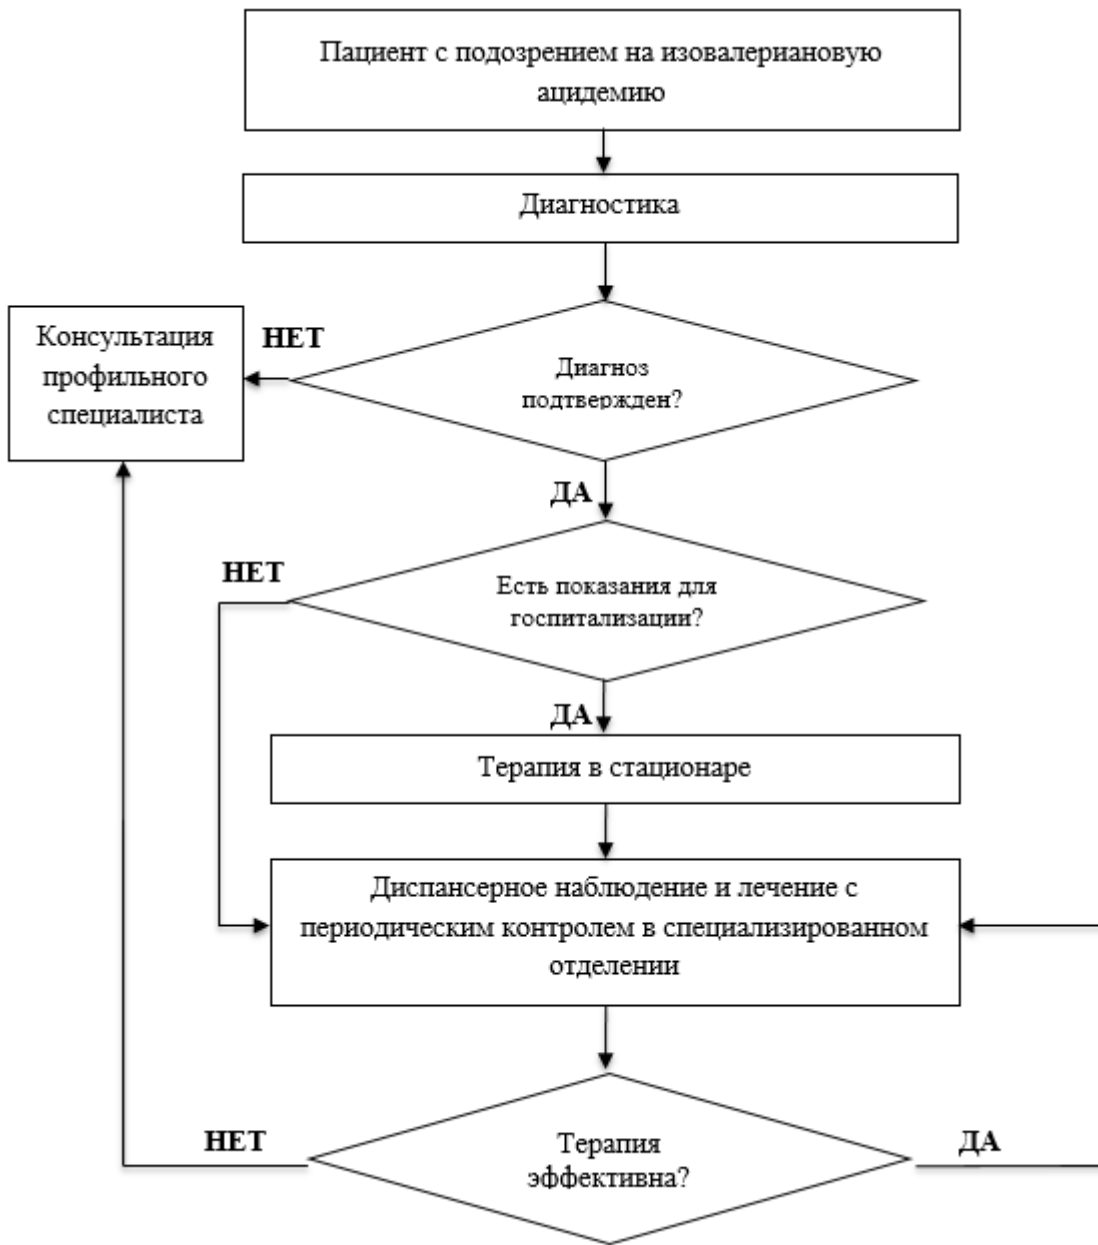 Пациент с подозрением на изовалериановую
ацидемию
Диагностика
Консультация
профильного
специалиста
НЕТ
Диагноз
подтвержден?
ДА
НЕТ
Есть показания для
госпитализации?
ДА
Терапия в стационаре
Диспансерное наблюдение и лечение с
периодическим контролем в специализированном
отделении
НЕТ
Терапия
эффективна?
ДА